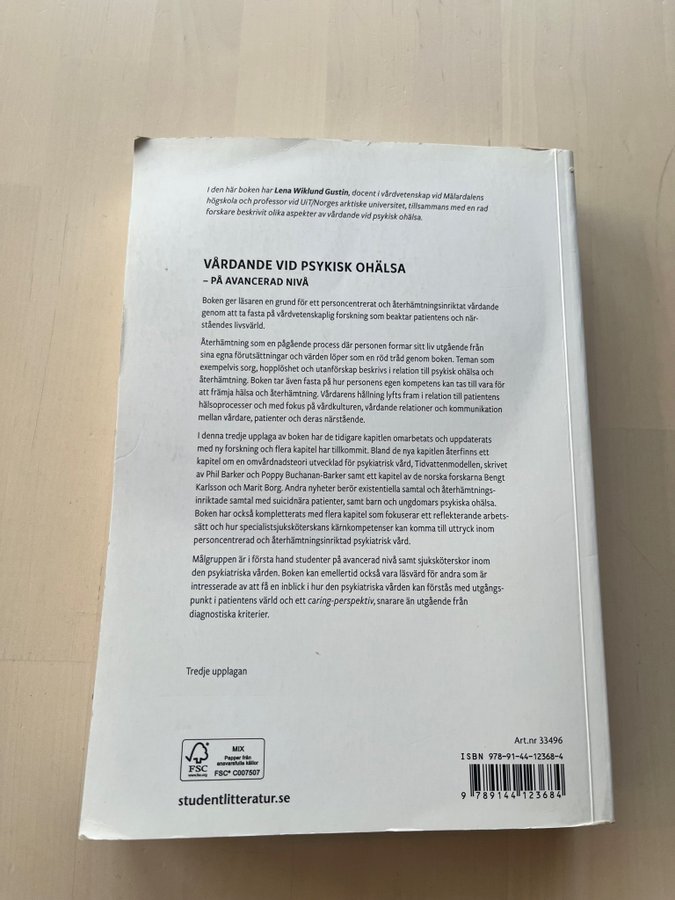 I den här boken har Lena Wiklund Gustin, docent i vårdvetenskap vid Mälardalens
högskola och professor vid UiT/Norges arktiske universitet, tillsammans med en rad
forskare beskrivit olika aspekter av vårdande vid psykisk ohälsa.
VÅRDANDE VID PSYKISK OHÄLSA
– PÅ AVANCERAD NIVÅ
Boken ger läsaren en grund för ett personcentrerat och återhämtningsinriktat vårdande
genom att ta fasta på vårdvetenskaplig forskning som beaktar patientens och när-
ståendes livsvärld.
Återhämtning som en pågående process där personen formar sitt liv utgående från
sina egna förutsättningar och värden löper som en röd tråd genom boken. Teman som
exempelvis sorg, hopplöshet och utanförskap beskrivs i relation till psykisk ohälsa och
återhämtning. Boken tar även fasta på hur personens egen kompetens kan tas till vara för
att främja hälsa och återhämtning. Vårdarens hållning lyfts fram i relation till patientens
hälsoprocesser och med fokus på vårdkulturen, vårdande relationer och kommunikation
mellan vårdare, patienter och deras närstående.
I denna tredje upplaga av boken har de tidigare kapitlen omarbetats och uppdaterats
med ny forskning och flera kapitel har tillkommit. Bland de nya kapitlen återfinns ett
kapitel om en omvårdnadsteori utvecklad för psykiatrisk vård, Tidvattenmodellen, skrivet
av Phil Barker och Poppy Buchanan-Barker samt ett kapitel av de norska forskarna Bengt
Karlsson och Marit Borg. Andra nyheter berör existentiella samtal och återhämtnings-
inriktade samtal med suicidnära patienter, samt barn och ungdomars psykiska ohälsa.
Boken har också kompletterats med flera kapitel som fokuserar ett reflekterande arbets-
sätt och hur specialistsjuksköterskans kärnkompetenser kan komma till uttryck inom
personcentrerad och återhämtningsinriktad psykiatrisk vård.
Målgruppen är i första hand studenter på avancerad nivå samt sjuksköterskor inom
den psykiatriska vården. Boken kan emellertid också vara läsvärd för andra som är
intresserade av att få en inblick i hur den psykiatriska vården kan förstås med utgångs-
punkt i patientens värld och ett caring-perspektiv, snarare än utgående från
diagnostiska kriterier.
Tredje upplagan
Art.nr 33496
ISBN 978-91-44-12368-4
9 789144 123684
FSC
www.fsc.org
MIX
Papper från
ansvarsfulla källor
FSC® C007507
studentlitteratur.se